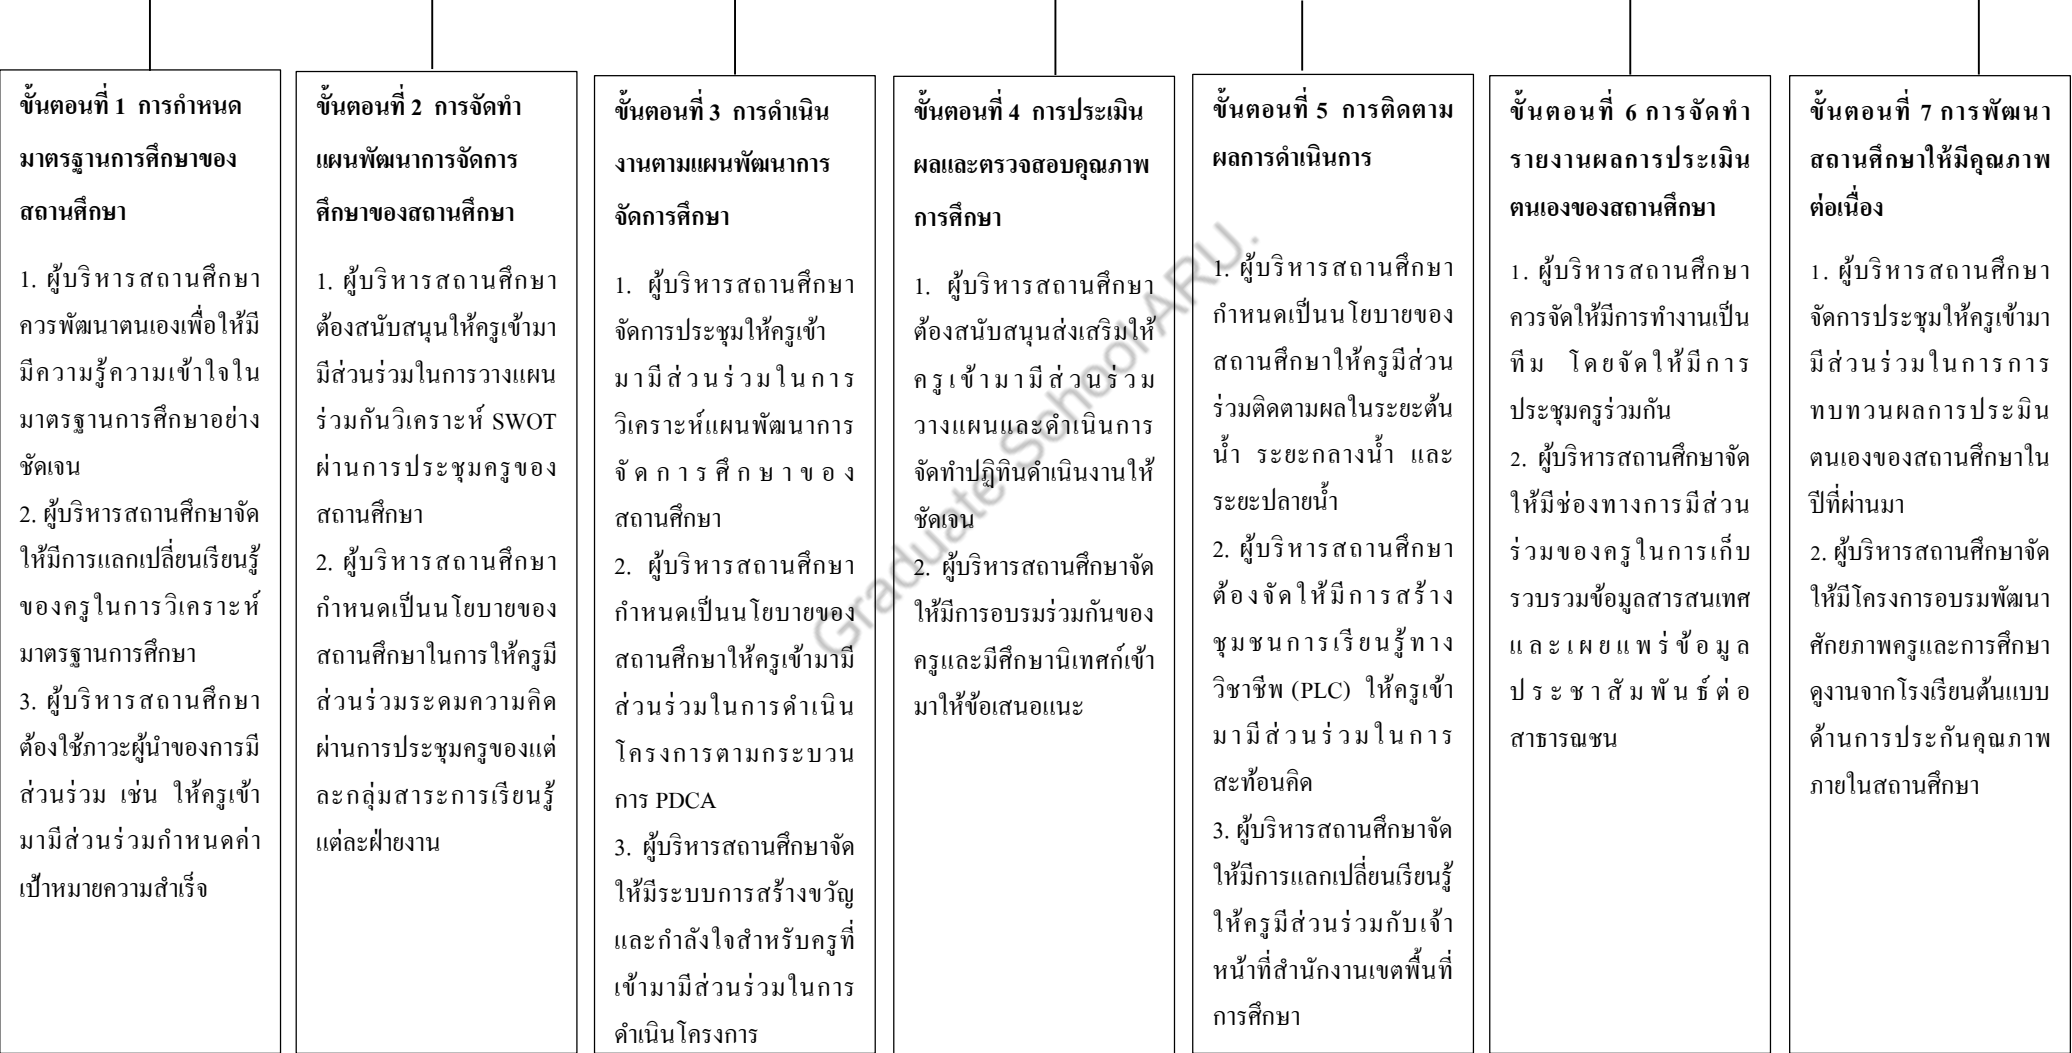 ขั้นตอนที่ 1 การกำหนด
มาตรฐานการศึกษาของ
สถานศึกษา
1. ผู้บริหารสถานศึกษา
ควรพัฒนาตนเองเพื่อให้มี
มีความรู้ความเข้าใจใน
มาตรฐานการศึกษาอย่าง
ชัดเจน
2. ผู้บริหารสถานศึกษาจัด
ให้มีการแลกเปลี่ยนเรียนรู้
ของครูในการวิเคราะห์
มาตรฐานการศึกษา
3. ผู้บริหารสถานศึกษา
ต้องใช้ภาวะผู้นำของการมี
ส่วนร่วม เช่น ให้ครูเข้า
มามีส่วนร่วมกำหนดค่า
เป้าหมายความสำเร็จ
ขั้นตอนที่ 2 การจัดทำ
แผนพัฒนาการจัดการ
ศึกษาของสถานศึกษา
1. ผู้บริหารสถานศึกษา
ต้องสนับสนุนให้ครูเข้ามา
มีส่วนร่วมในการวางแผน
ร่วมกันวิเคราะห์ SWOT
ผ่านการประชุมครูของ
สถานศึกษา
2. ผู้บริหารสถานศึกษา
กำหนดเป็นนโยบายของ
สถานศึกษาในการให้ครูมี
ส่วนร่วมระดมความคิด
ผ่านการประชุมครูของแต่
ละกลุ่มสาระการเรียนรู้
แต่ละฝ่ายงาน
ขั้นตอนที่ 3 การดำเนิน
งานตามแผนพัฒนาการ
จัดการศึกษา
1. ผู้บริหารสถานศึกษา
จัดการประชุมให้ครูเข้า
มามีส่วนร่วมในการ
วิเคราะห์แผนพัฒนาการ
จัดการศึกษาของ
สถานศึกษา
2. ผู้บริหารสถานศึกษา
กำหนดเป็นนโยบายของ
สถานศึกษาให้ครูเข้ามามี
ส่วนร่วมในการดำเนิน
โครงการตามกระบวน
การ PDCA
3. ผู้บริหารสถานศึกษาจัด
ให้มีระบบการสร้างขวัญ
และกำลังใจสำหรับครูที่
เข้ามามีส่วนร่วมในการ
ดำเนินโครงการ
ขั้นตอนที่ 4 การประเมิน
ผลและตรวจสอบคุณภาพ
การศึกษา
1. ผู้บริหารสถานศึกษา
ต้องสนับสนุนส่งเสริมให้
ครูเข้ามามีส่วนร่วม
วางแผนและดำเนินการ
จัดทำปฏิทินดำเนินงานให้
ชัดเจน
2. ผู้บริหารสถานศึกษาจัด
ให้มีการอบรมร่วมกันของ
ครูและมีศึกษานิเทศก์เข้า
มาให้ข้อเสนอแนะ
ขั้นตอนที่ 5 การติดตาม
ผลการดำเนินการ
1. ผู้บริหารสถานศึกษา
กำหนดเป็นนโยบายของ
สถานศึกษาให้ครูมีส่วน
ร่วมติดตามผลในระยะต้น
น้ำ ระยะกลางน้ำ และ
ระยะปลายน้ำ
2. ผู้บริหารสถานศึกษา
ต้องจัดให้มีการสร้าง
ชุมชนการเรียนรู้ทาง
วิชาชีพ (PLC) ให้ครูเข้า
มามีส่วนร่วมในการ
สะท้อนคิด
3. ผู้บริหารสถานศึกษาจัด
ให้มีการแลกเปลี่ยนเรียนรู้
ให้ครูมีส่วนร่วมกับเจ้า
หน้าที่สำนักงานเขตพื้นที่
การศึกษา
ขั้นตอนที่ 6 การจัดทำ
รายงานผลการประเมิน
ตนเองของสถานศึกษา
1. ผู้บริหารสถานศึกษา
ควรจัดให้มีการทำงานเป็น
ทีม โดยจัดให้มีการ
ประชุมครูร่วมกัน
2. ผู้บริหารสถานศึกษาจัด
ให้มีช่องทางการมีส่วน
ร่วมของครูในการเก็บ
รวบรวมข้อมูลสารสนเทศ
และเผยแพร่ข้อมูล
ประชาสัมพันธ์ต่อ
สาธารณชน
ขั้นตอนที่ 7 การพัฒนา
สถานศึกษาให้มีคุณภาพ
ต่อเนื่อง
1. ผู้บริหารสถานศึกษา
จัดการประชุมให้ครูเข้ามา
มีส่วนร่วมในการการ
ทบทวนผลการประมิน
ตนเองของสถานศึกษาใน
ปีที่ผ่านมา
2. ผู้บริหารสถานศึกษาจัด
ให้มีโครงการอบรมพัฒนา
ศักยภาพครูและการศึกษา
ดูงานจากโรงเรียนต้นแบบ
ด้านการประกันคุณภาพ
ภายในสถานศึกษา
Graduate School ARU.